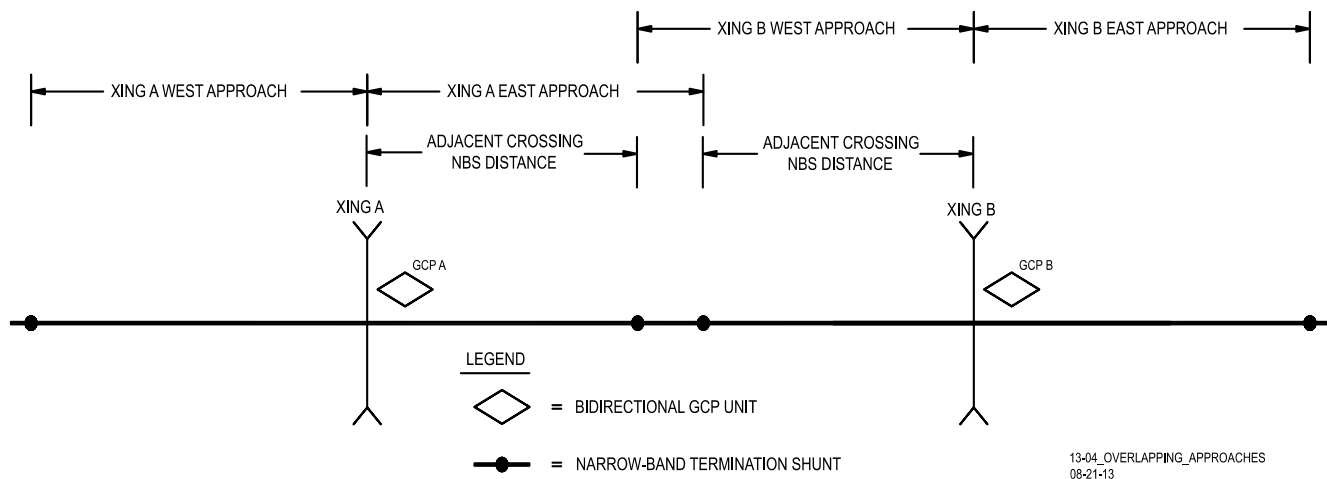 XING B WEST APPROACH
XING B EAST APPROACH
XING A WEST APPROACH
XING A EAST APPROACH
ADJACENT CROSSING
NBS DISTANCE
ADJACENT CROSSING
NBS DISTANCE
XING A
XING B
GCP A
GCP B
LEGEND
= BIDIRECTIONAL GCP UNIT
= NARROW-BAND TERMINATION SHUNT
13-04_OVERLAPPING_APPROACHES
08-21-13